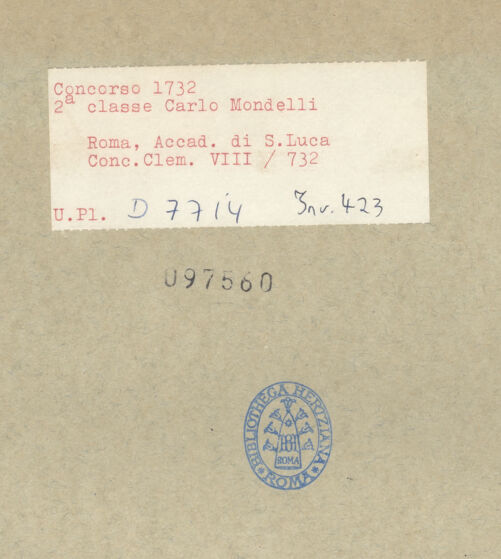 Concorso 1732
2ª classe Carlo Mondelli
Roma, Accad. di S.Luca
Conc.Clem. VIII / 732
U.Pl. D 7714 Inv. 423
097560
BIBLIOTHECA HERTZIANA
ROMA
ROMA